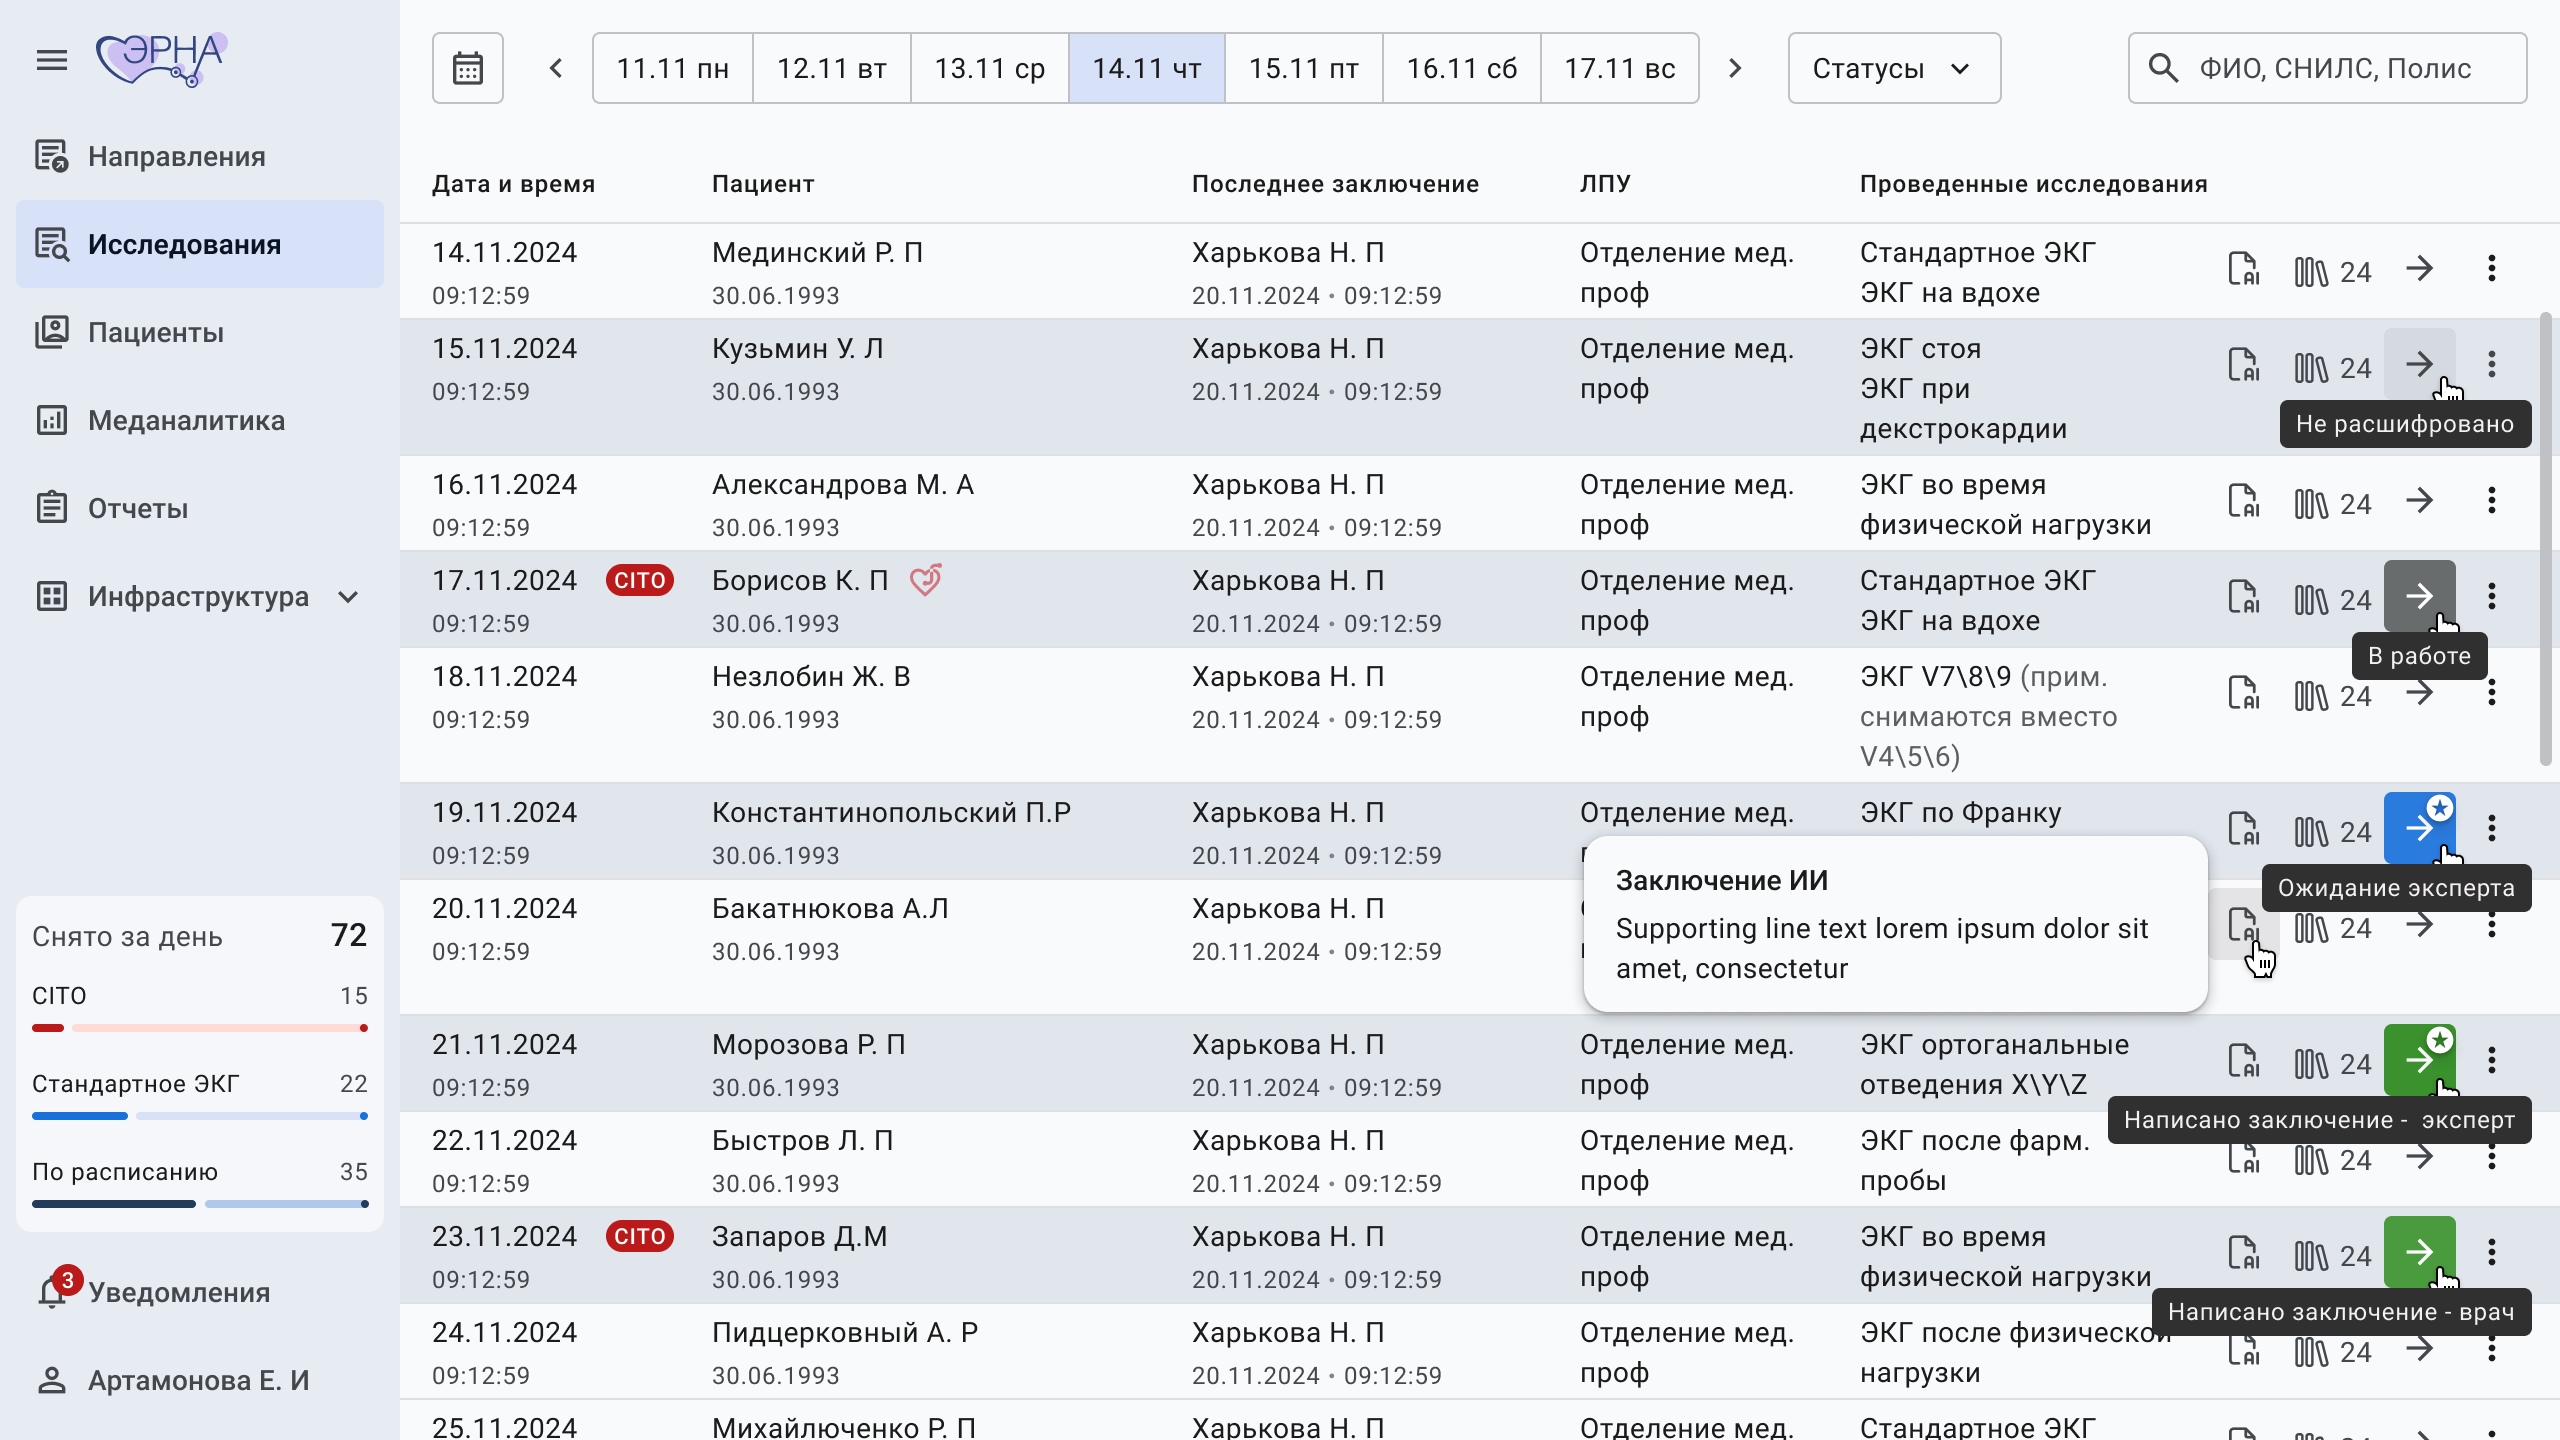 ЭРНА
Направления
Исследования
Пациенты
Меданалитика
Отчеты
Инфраструктура
Снято за день 72
CITO 15
Стандартное ЭКГ 22
По расписанию 35
3 Уведомления
Артамонова Е. И
11.11 пн 12.11 вт 13.11 ср 14.11 чт 15.11 пт 16.11 сб 17.11 вс Статусы ФИО, СНИЛС, Полис
Дата и время Пациент Последнее заключение ЛПУ Проведенные исследования
14.11.2024 Мединский Р. П Харькова Н. П Отделение мед. Стандартное ЭКГ AI 24
09:12:59 30.06.1993 20.11.2024 • 09:12:59 проф ЭКГ на вдохе
15.11.2024 Кузьмин У. Л Харькова Н. П Отделение мед. ЭКГ стоя AI 24
09:12:59 30.06.1993 20.11.2024 • 09:12:59 проф ЭКГ при
декстрокардии
Не расшифровано
16.11.2024 Александрова М. А Харькова Н. П Отделение мед. ЭКГ во время AI 24
09:12:59 30.06.1993 20.11.2024 • 09:12:59 проф физической нагрузки
17.11.2024 CITO Борисов К. П Харькова Н. П Отделение мед. Стандартное ЭКГ AI 24
09:12:59 30.06.1993 20.11.2024 • 09:12:59 проф ЭКГ на вдохе
В работе
18.11.2024 Незлобин Ж. В Харькова Н. П Отделение мед. ЭКГ V7\8\9 (прим. AI 24
09:12:59 30.06.1993 20.11.2024 • 09:12:59 проф снимаются вместо
V4\5\6)
19.11.2024 Константинопольский П.Р Харькова Н. П Отделение мед. ЭКГ по Франку AI 24
09:12:59 30.06.1993 20.11.2024 • 09:12:59
Ожидание эксперта
20.11.2024 Бакатнюкова А.Л Харькова Н. П AI 24
09:12:59 30.06.1993 20.11.2024 • 09:12:59
Заключение ИИ
Supporting line text lorem ipsum dolor sit
amet, consectetur
21.11.2024 Морозова Р. П Харькова Н. П Отделение мед. ЭКГ ортоганальные AI 24
09:12:59 30.06.1993 20.11.2024 • 09:12:59 проф отведения X\Y\Z
Написано заключение - эксперт
22.11.2024 Быстров Л. П Харькова Н. П Отделение мед. ЭКГ после фарм. AI 24
09:12:59 30.06.1993 20.11.2024 • 09:12:59 проф пробы
23.11.2024 CITO Запаров Д.М Харькова Н. П Отделение мед. ЭКГ во время AI 24
09:12:59 30.06.1993 20.11.2024 • 09:12:59 проф физической нагрузки
Написано заключение - врач
24.11.2024 Пидцерковный А. Р Харькова Н. П Отделение мед. ЭКГ после физической AI 24
09:12:59 30.06.1993 20.11.2024 • 09:12:59 проф нагрузки
25.11.2024 Михайлюченко Р. П Харькова Н. П Отделение мед. Стандартное ЭКГ